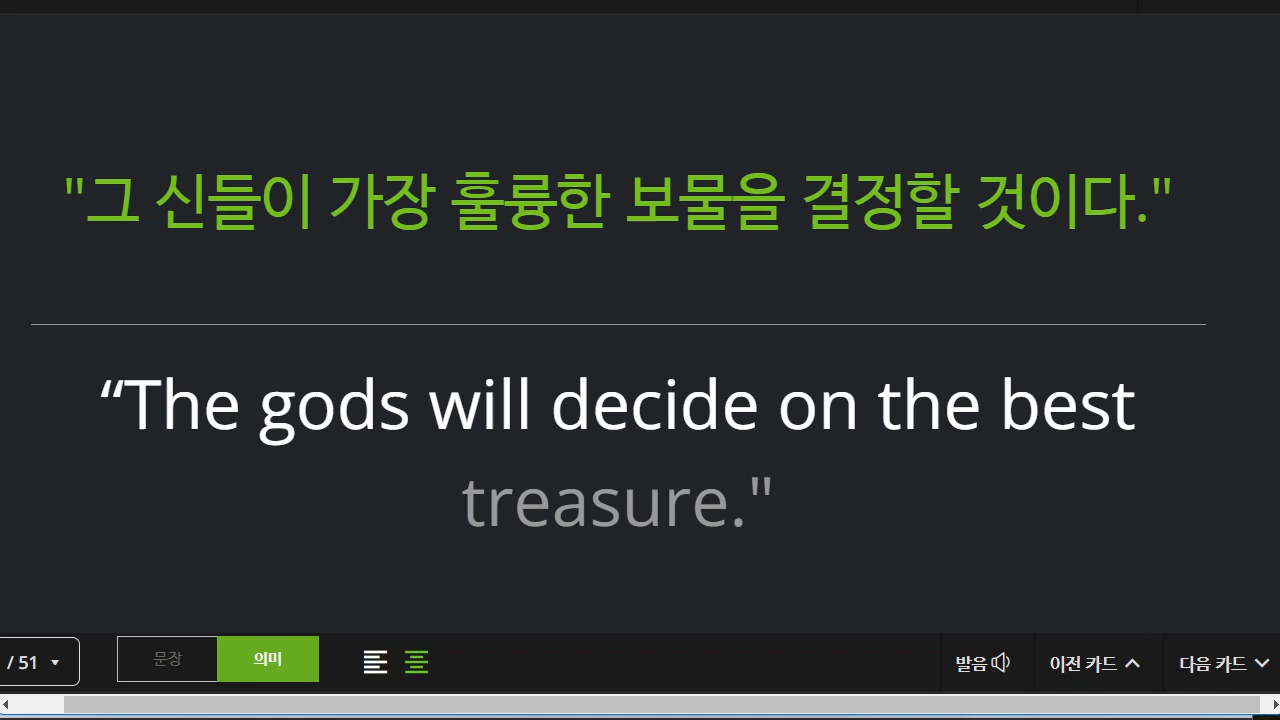 "그 신들이 가장 훌륭한 보물을 결정할 것이다."
“The gods will decide on the best
treasure."
/ 51 문장 의미 발음 이전 카드 다음 카드